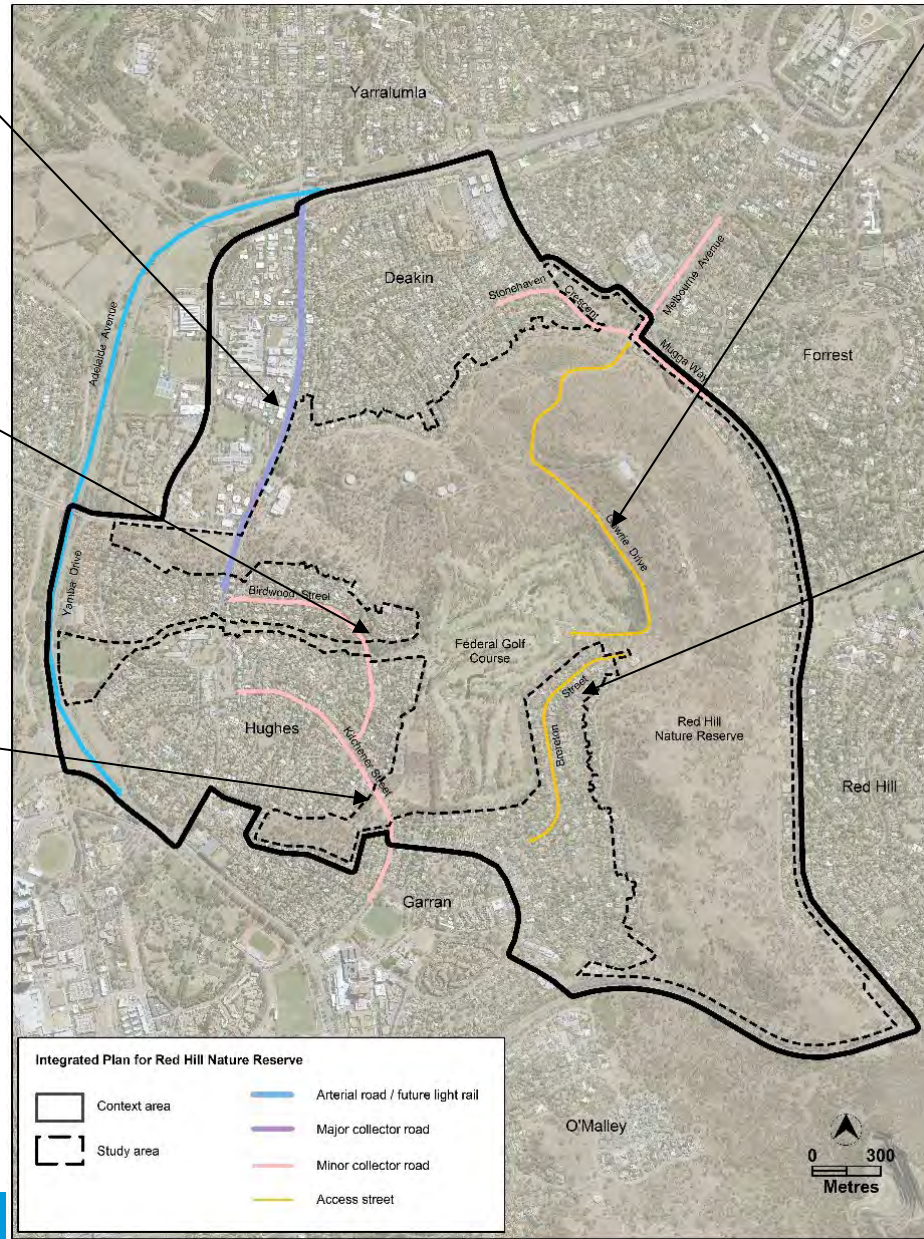 Yarralumla
Deakin
Stonehaven
Crescent
Melbourne Avenue
Mugga Way
Forrest
Adelaide Avenue
Gowrie Drive
Yamba Drive
Birdwood Street
Federal Golf
Course
Brereton
Street
Hughes
Kitchener Street
Red Hill
Nature Reserve
Red Hill
Garran
O'Malley
Integrated Plan for Red Hill Nature Reserve
Context area
Study area
Arterial road / future light rail
Major collector road
Minor collector road
Access street
0 300
Metres